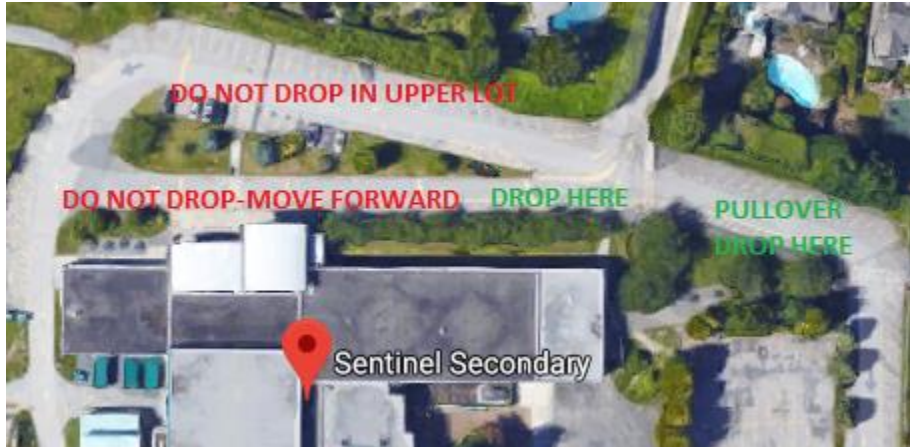 DO NOT DROP IN UPPER LOT
DO NOT DROP-MOVE FORWARD
DROP HERE
PULLOVER
DROP HERE
Sentinel Secondary